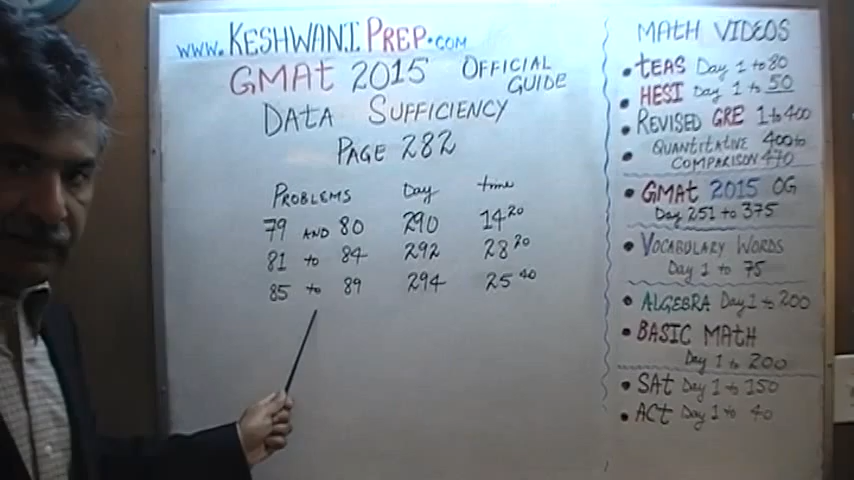 www.KESHWANIPREP.COM
GMAt 2015 OFFICIAL GUIDE
DATA SUFFICIENCY
PAGE 282
PROBLEMS Day time
79 AND 80 290 14 20
81 to 84 292 28 20
85 to 89 294 25 40
MATH VIDEOS
• tEAS Day 1 to 80
• HESI Day 1 to 50
• REVISED GRE 1 to 400
• QUANTITATIVE 400 to
COMPARISON 470
• GMAt 2015 OG
Day 251 to 375
• VOCABULARY WORDS
Day 1 to 75
• ALGEBRA Day 1 to 200
• BASIC MATH
Day 1 to 200
• SAt Day 1 to 150
• ACt Day 1 to 40